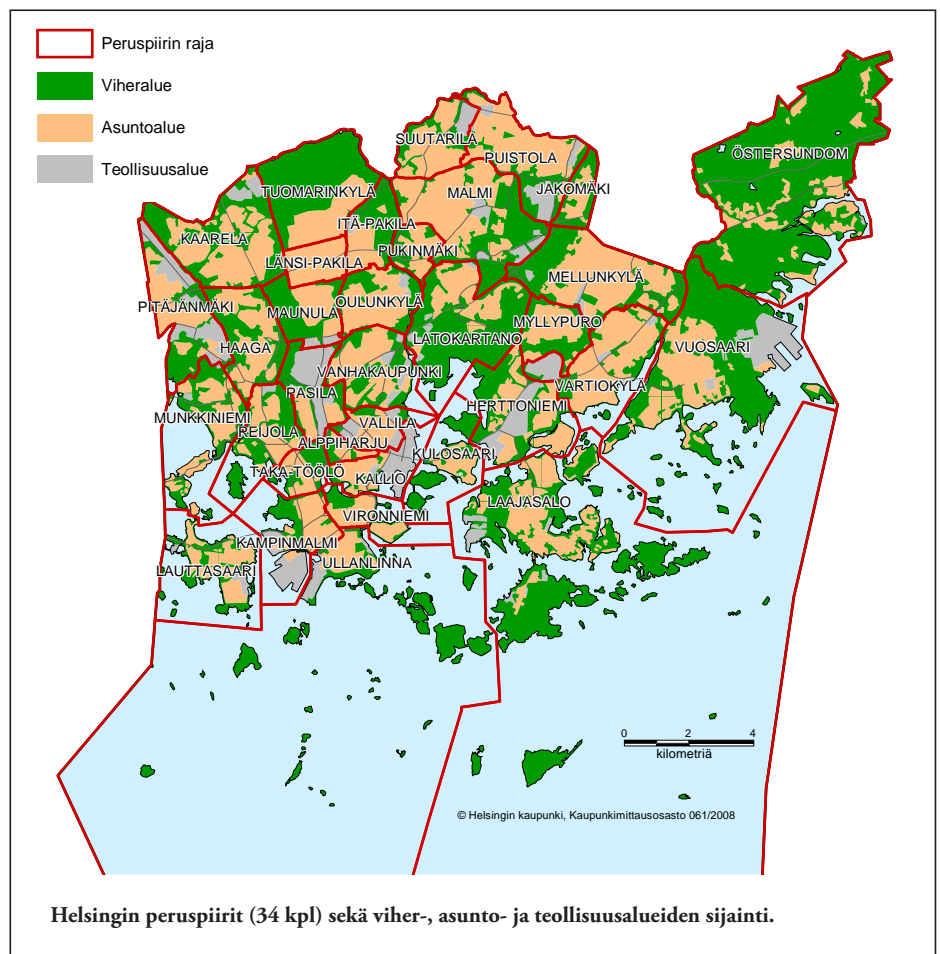 Peruspiirin raja
Viheralue
Asuntoalue
Teollisuusalue
SUUTARILA
PUISTOLA
ÖSTERSUNDOM
TUOMARINKYLÄ
MALMI
JAKOMÄKI
ITÄ-PAKILA
KAARELA
PUKINMÄKI
LÄNSI-PAKILA
MELLUNKYLÄ
PITÄJÄNMÄKI
MAUNULA
OULUNKYLÄ
MYLLYPURO
HAAGA
LATOKARTANO
VUOSAARI
VANHAKAUPUNKI
VARTIOKYLÄ
PASILA
HERTTONIEMI
MUNKKINIEMI
REIJOLA
VALLILA
ALPPIHARJU
KULOSAARI
TAKA-TÖÖLÖ
KALLIO
LAAJASALO
VIRONNIEMI
KAMPINMALMI
ULLANLINNA
LAUTTASAARI
0 2 4
kilometriä
© Helsingin kaupunki, Kaupunkimittausosasto 061/2008
Helsingin peruspiirit (34 kpl) sekä viher-, asunto- ja teollisuusalueiden sijainti.